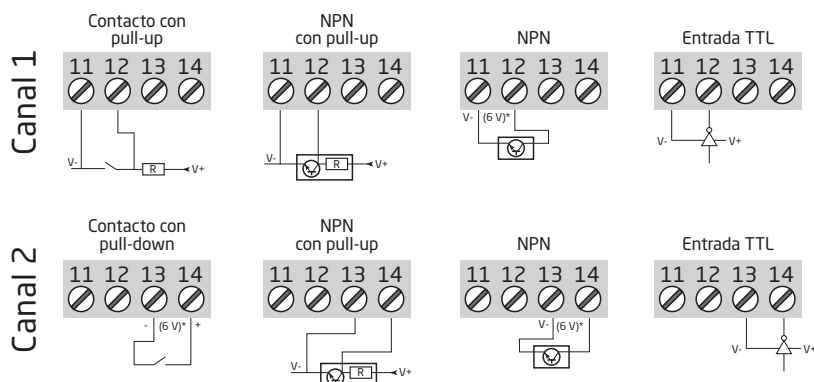 Canal 1
Contacto con
pull-up
11 12 13 14
V- R V+
NPN
con pull-up
11 12 13 14
V- R V+
NPN
11 12 13 14
V- (6 V)*
Entrada TTL
11 12 13 14
V- V+
Canal 2
Contacto con
pull-down
11 12 13 14
- (6 V)* +
NPN
con pull-up
11 12 13 14
V- R V+
NPN
11 12 13 14
V- (6 V)*
Entrada TTL
11 12 13 14
V- V+